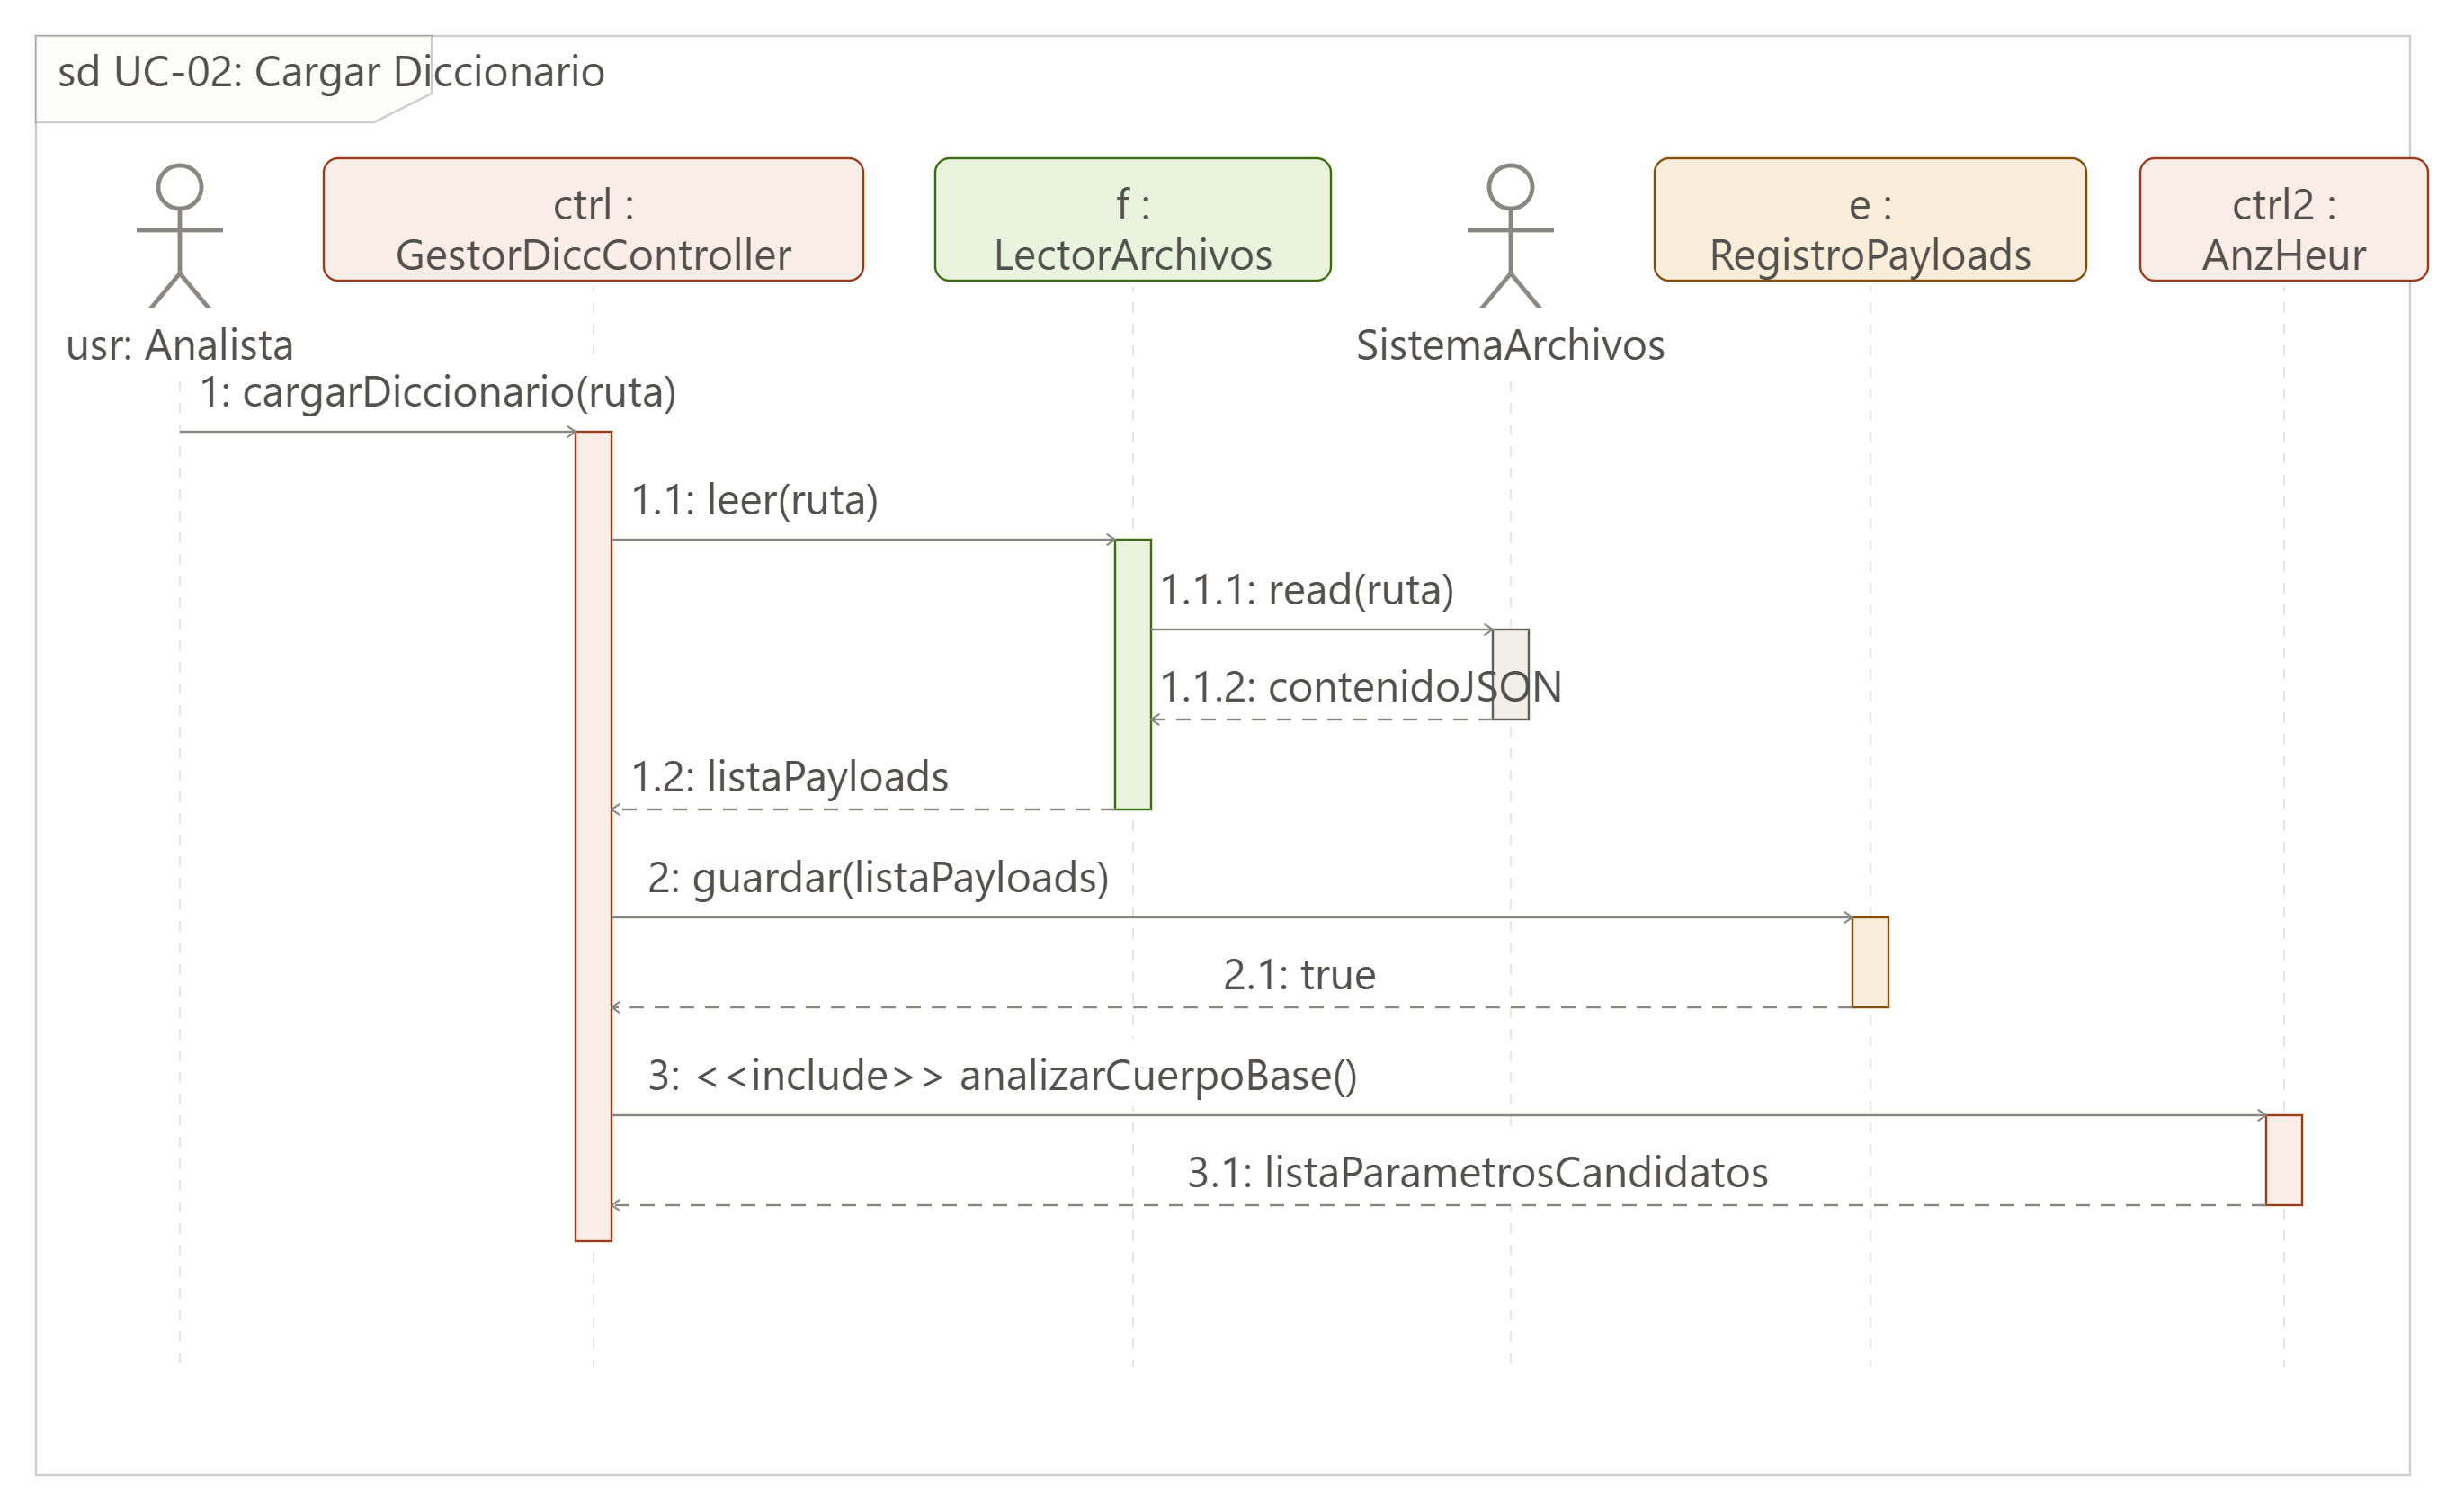 sd UC-02: Cargar Diccionario
ctrl :
GestorDiccController
f :
LectorArchivos
e :
RegistroPayloads
ctrl2 :
AnzHeur
usr: Analista
SistemaArchivos
1: cargarDiccionario(ruta)
1.1: leer(ruta)
1.1.1: read(ruta)
1.1.2: contenidoJSON
1.2: listaPayloads
2: guardar(listaPayloads)
2.1: true
3: <<include>> analizarCuerpoBase()
3.1: listaParametrosCandidatos